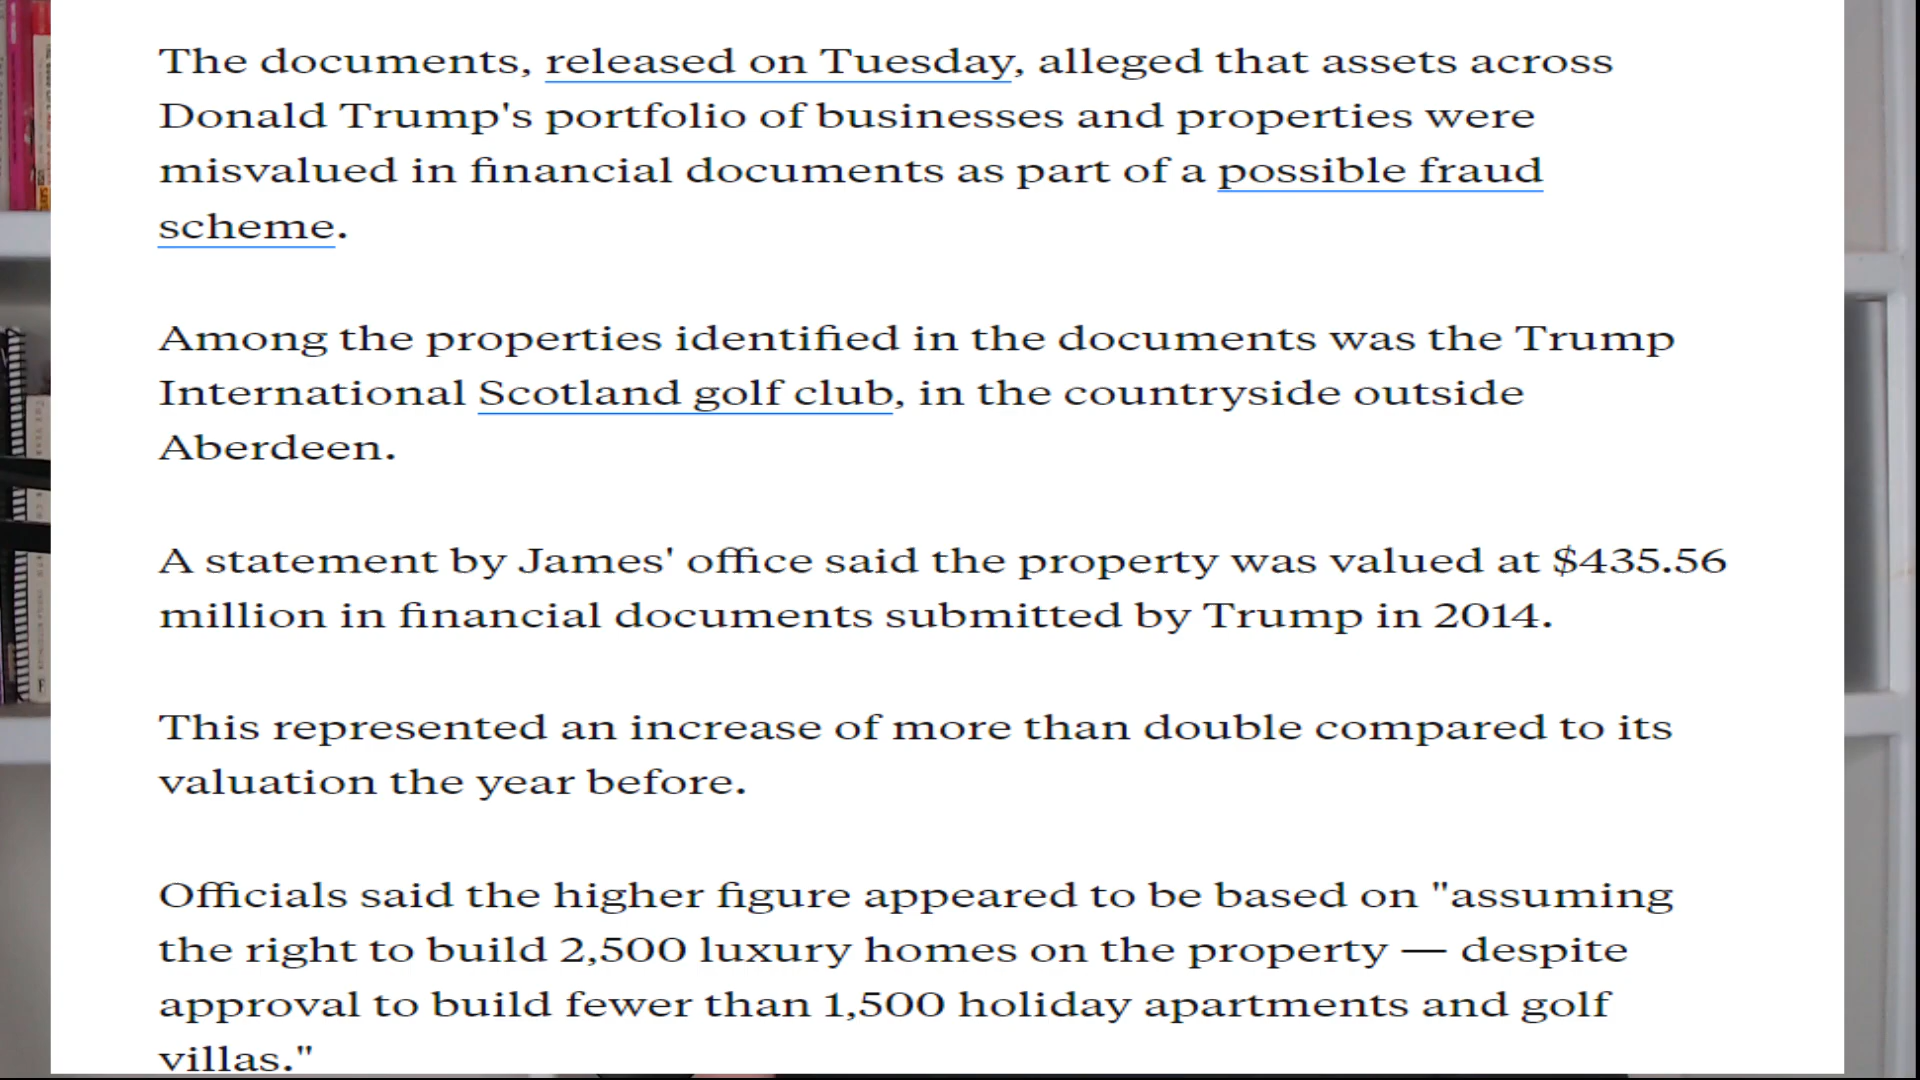 The documents, released on Tuesday, alleged that assets across
Donald Trump's portfolio of businesses and properties were
misvalued in financial documents as part of a possible fraud
scheme.
Among the properties identified in the documents was the Trump
International Scotland golf club, in the countryside outside
Aberdeen.
A statement by James' office said the property was valued at $435.56
million in financial documents submitted by Trump in 2014.
This represented an increase of more than double compared to its
valuation the year before.
Officials said the higher figure appeared to be based on "assuming
the right to build 2,500 luxury homes on the property — despite
approval to build fewer than 1,500 holiday apartments and golf
villas."